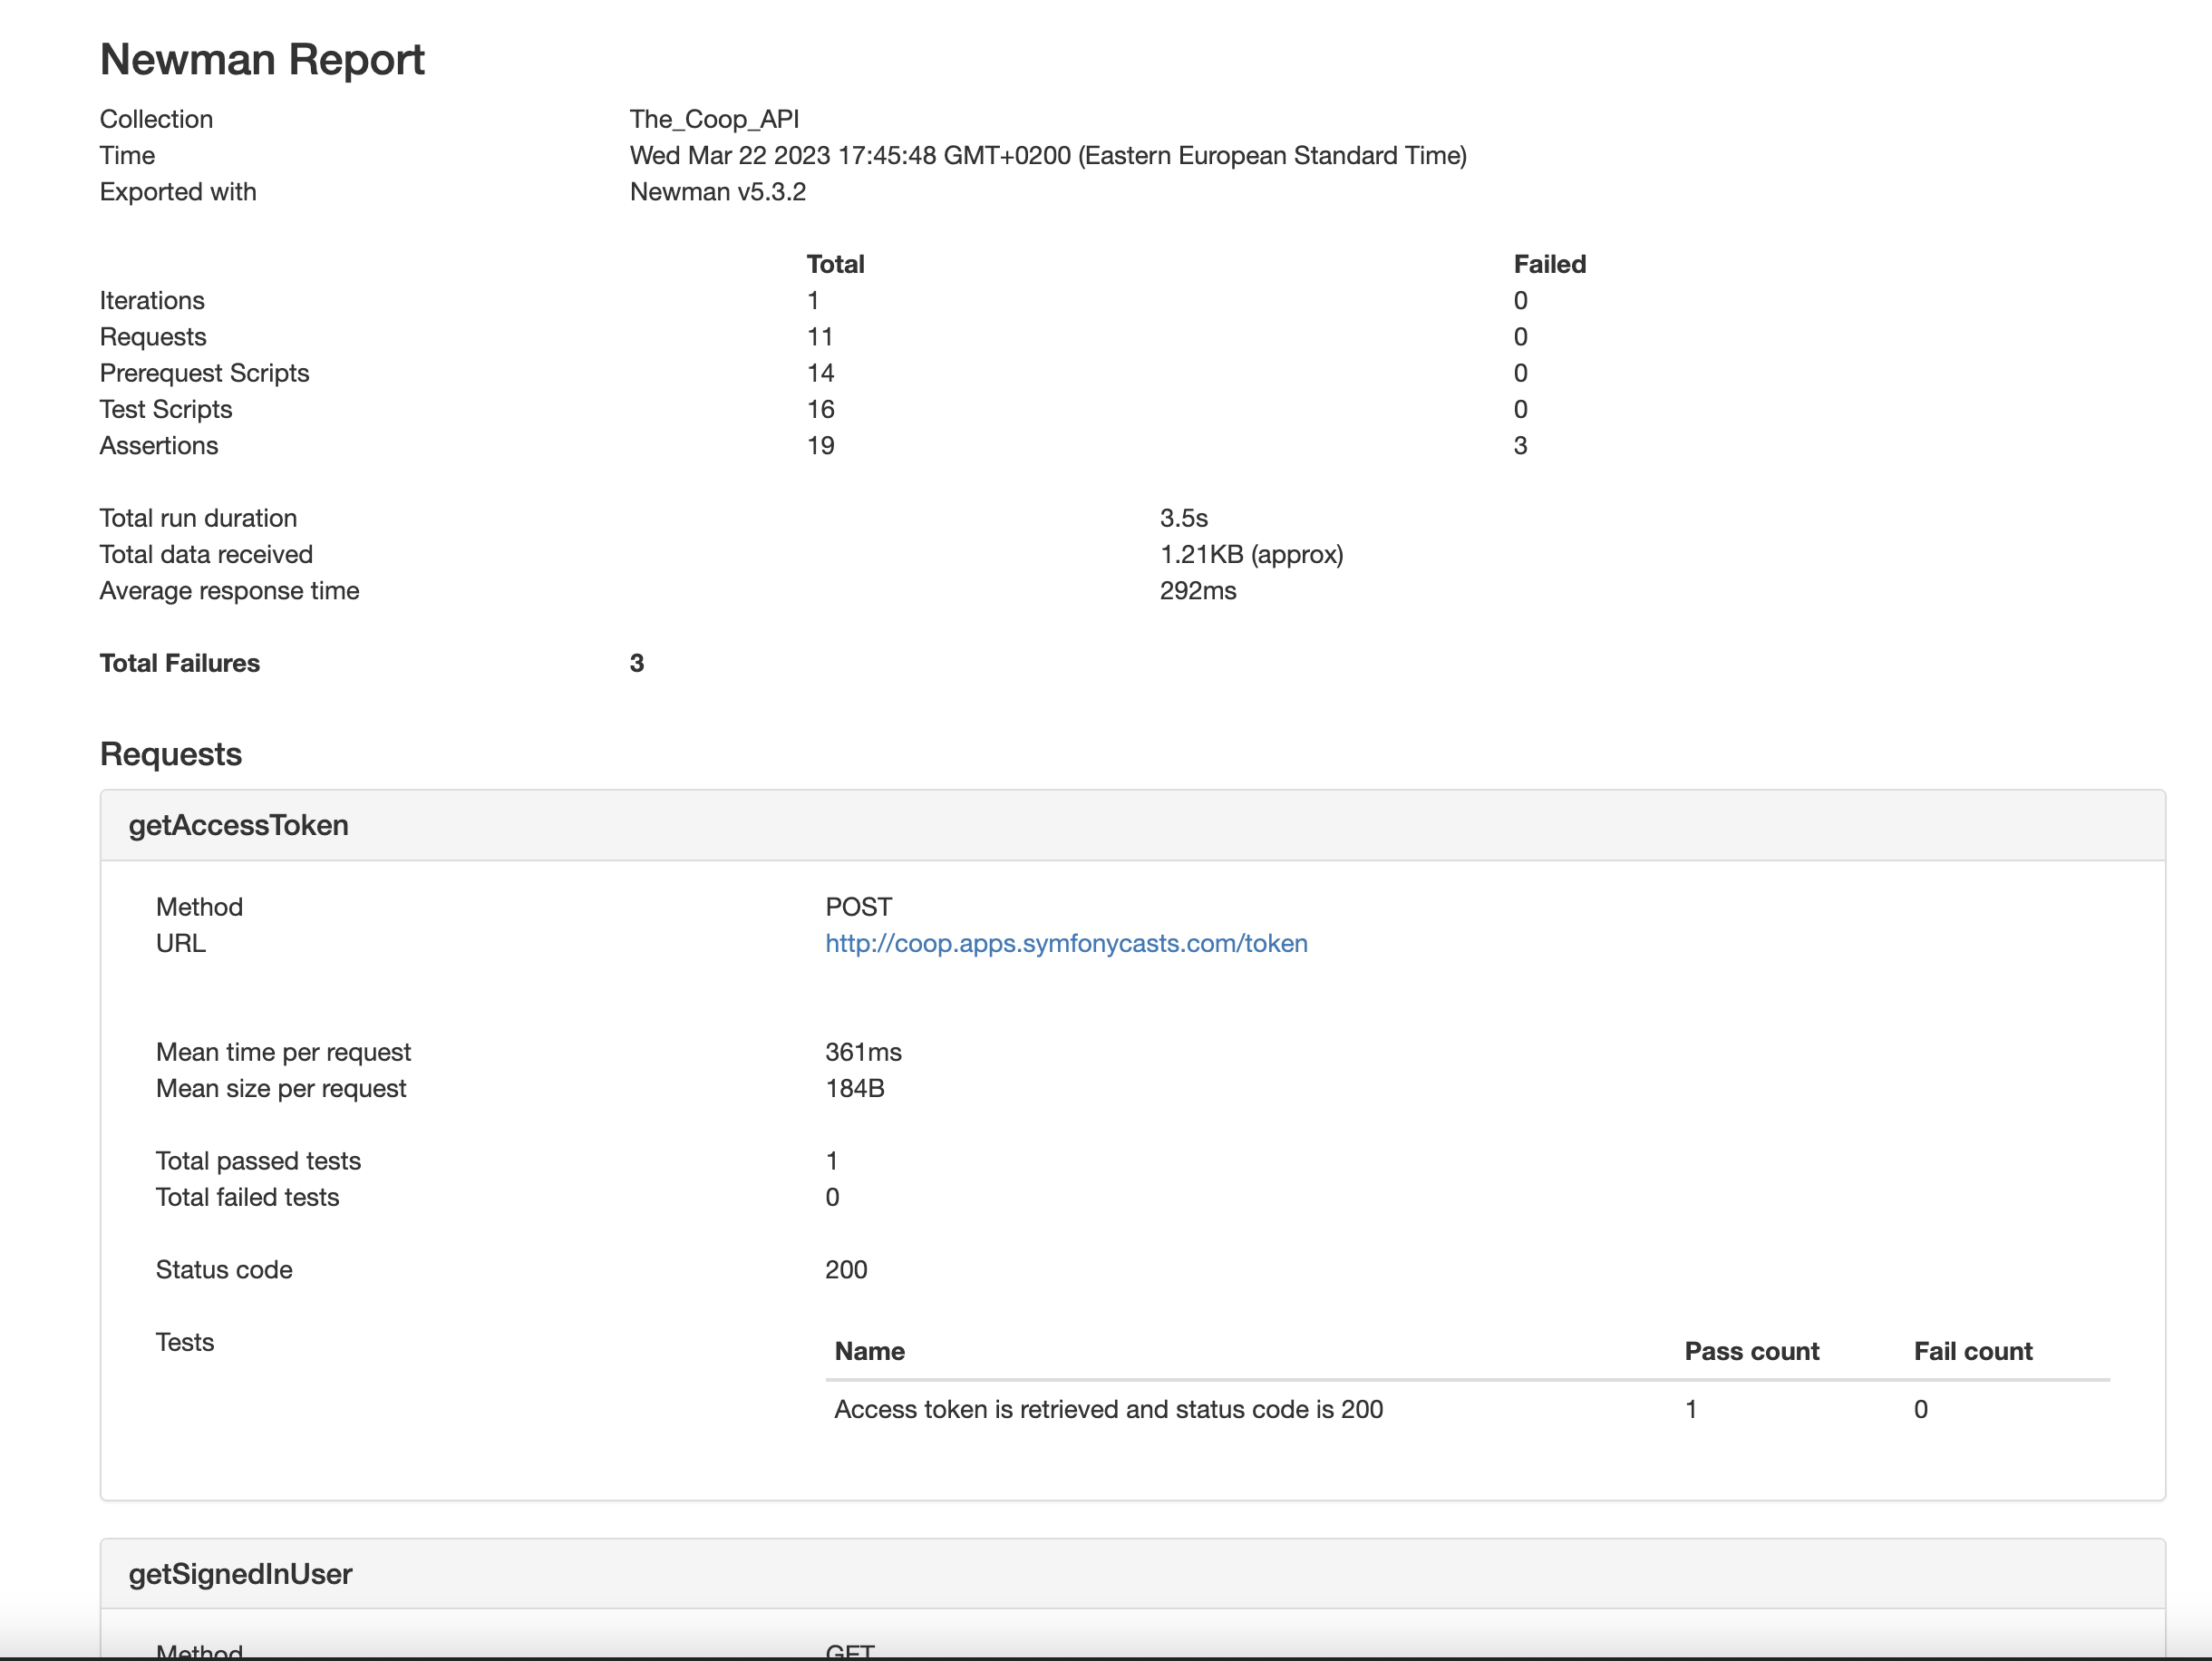 Newman Report
Collection The_Coop_API
Time Wed Mar 22 2023 17:45:48 GMT+0200 (Eastern European Standard Time)
Exported with Newman v5.3.2
Total Failed
Iterations 1 0
Requests 11 0
Prerequest Scripts 14 0
Test Scripts 16 0
Assertions 19 3
Total run duration 3.5s
Total data received 1.21KB (approx)
Average response time 292ms
Total Failures 3
Requests
getAccessToken
Method POST
URL http://coop.apps.symfonycasts.com/token
Mean time per request 361ms
Mean size per request 184B
Total passed tests 1
Total failed tests 0
Status code 200
Tests Name Pass count Fail count
Access token is retrieved and status code is 200 1 0
getSignedInUser
Method GET